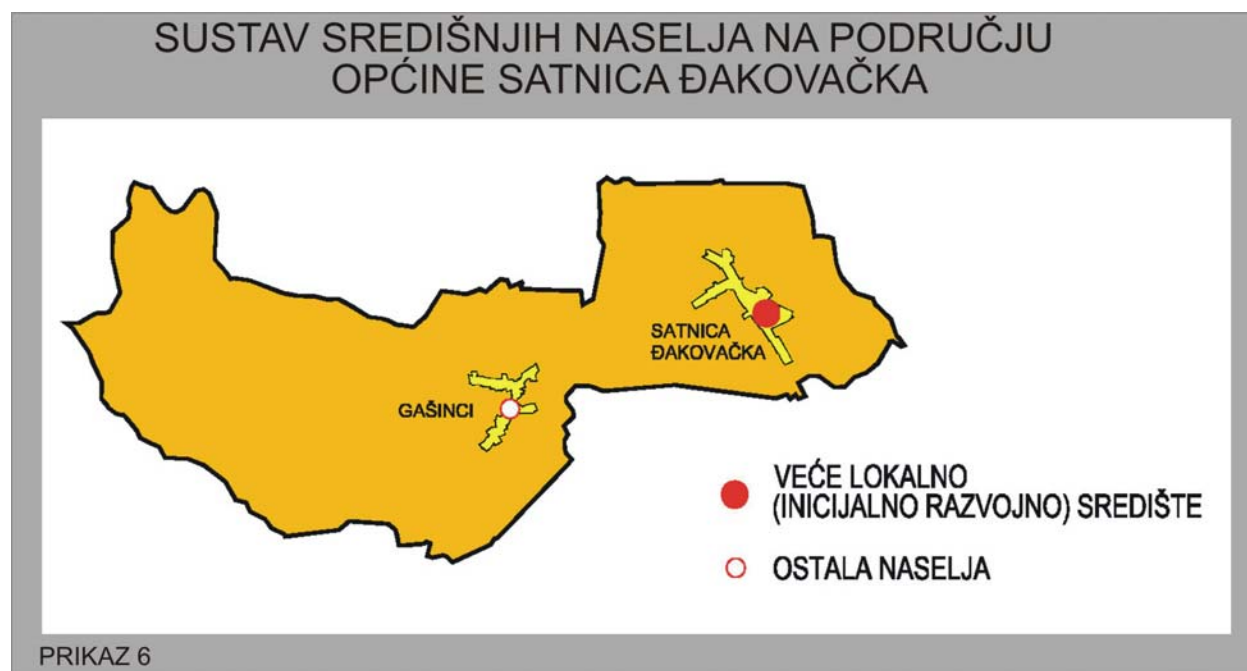 SUSTAV SREDIŠNJIH NASELJA NA PODRUČJU
OPĆINE SATNICA ĐAKOVAČKA
SATNICA
ĐAKOVAČKA
GAŠINCI
VEĆE LOKALNO
(INICIJALNO RAZVOJNO) SREDIŠTE
OSTALA NASELJA
PRIKAZ 6